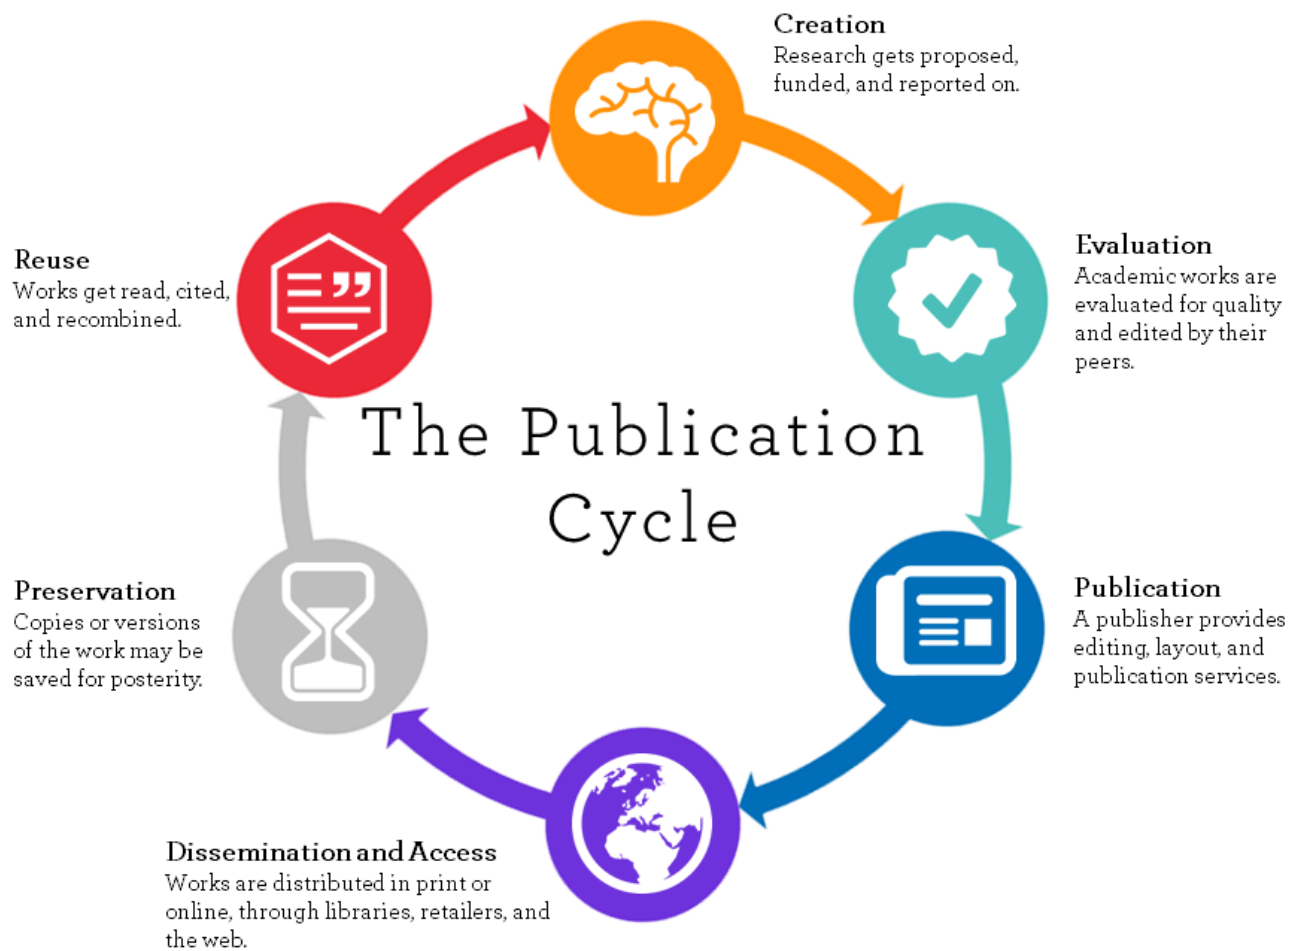 Creation
Research gets proposed,
funded, and reported on.
Evaluation
Academic works are
evaluated for quality
and edited by their
peers.
Publication
A publisher provides
editing, layout, and
publication services.
Dissemination and Access
Works are distributed in print or
online, through libraries, retailers, and
the web.
Preservation
Copies or versions
of the work may be
saved for posterity.
Reuse
Works get read, cited,
and recombined.
The Publication
Cycle